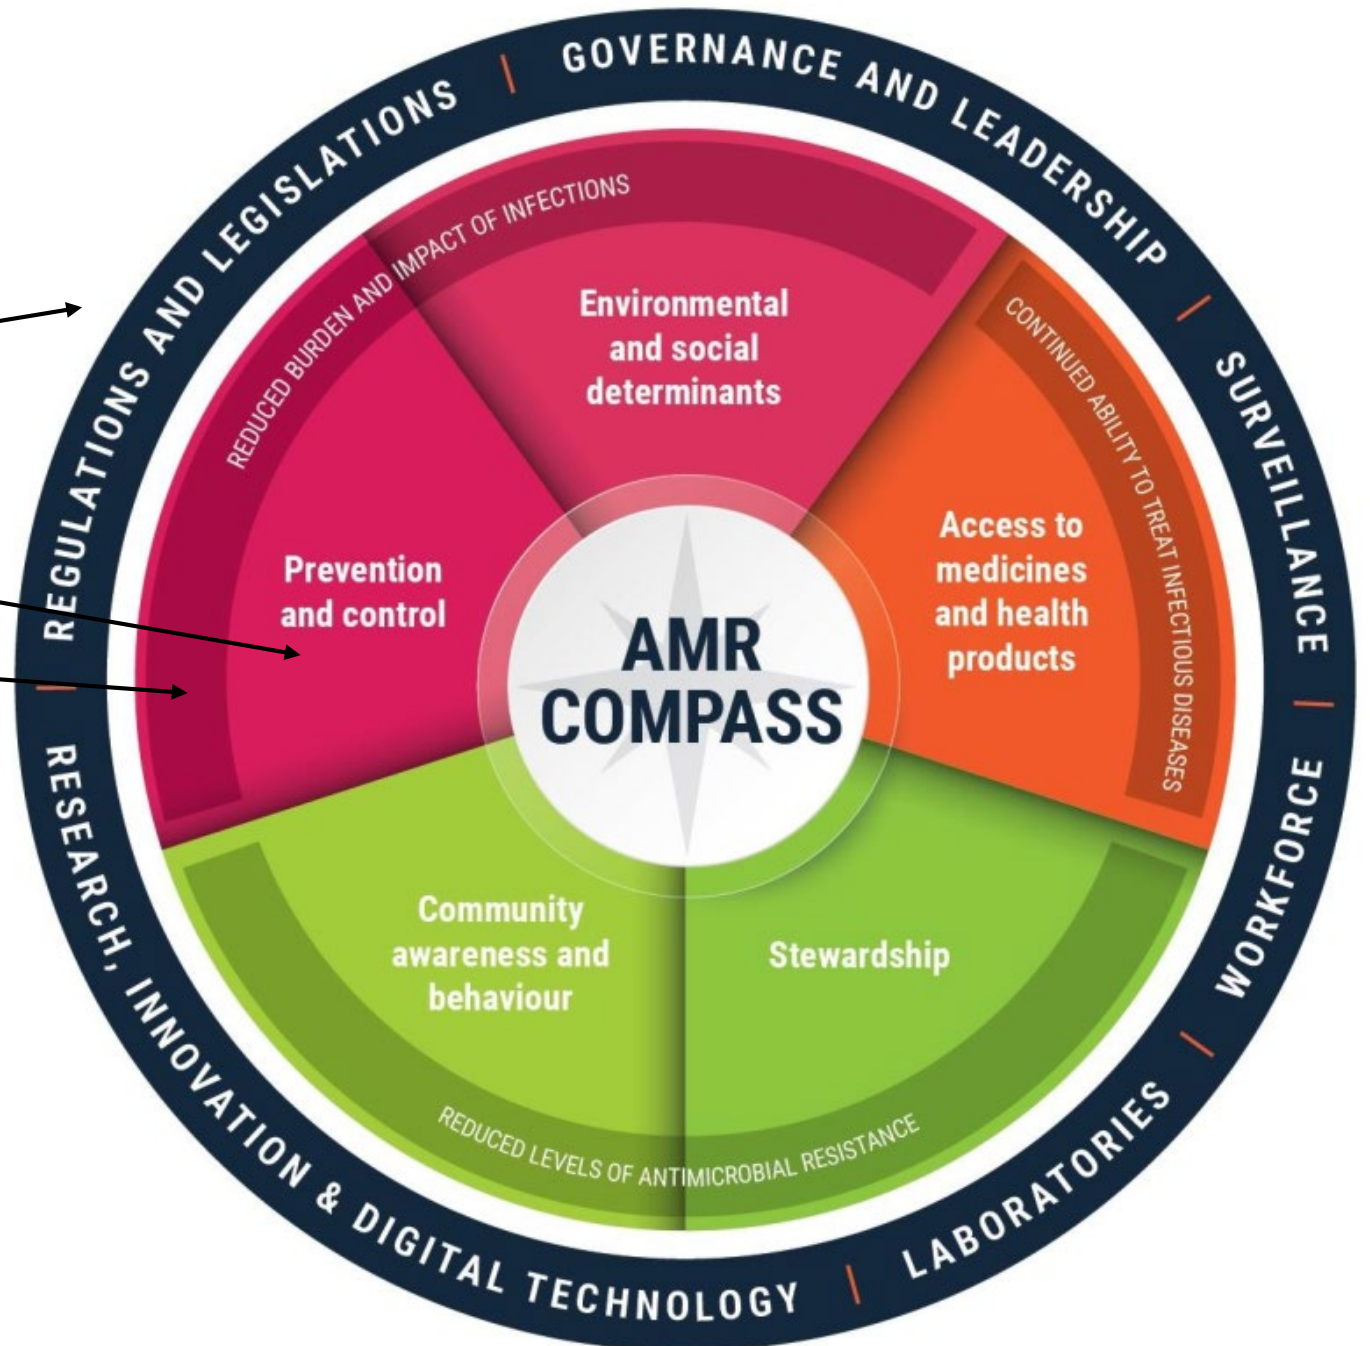 GOVERNANCE AND LEADERSHIP |
SURVEILLANCE |
WORKFORCE |
LABORATORIES |
RESEARCH, INNOVATION & DIGITAL TECHNOLOGY |
REGULATIONS AND LEGISLATIONS |
REDUCED BURDEN AND IMPACT OF INFECTIONS
Environmental
and social
determinants
CONTINUED ABILITY TO TREAT INFECTIOUS DISEASES
Access to
medicines
and health
products
Prevention
and control
AMR
COMPASS
Community
awareness and
behaviour
Stewardship
REDUCED LEVELS OF ANTIMICROBIAL RESISTANCE